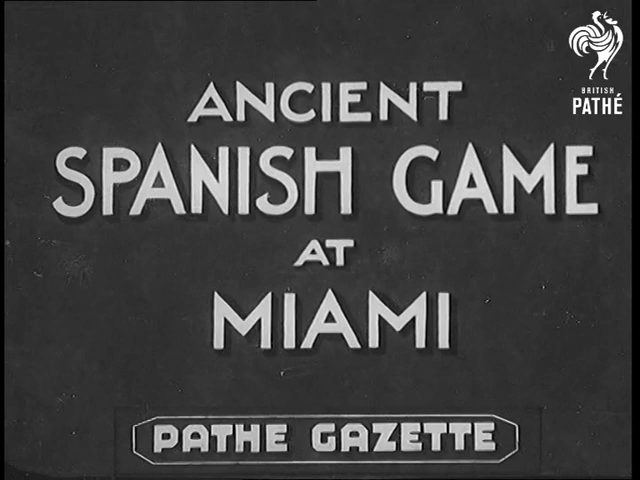 BRITISH
PATHÉ
ANCIENT
SPANISH GAME
AT
MIAMI
PATHE GAZETTE